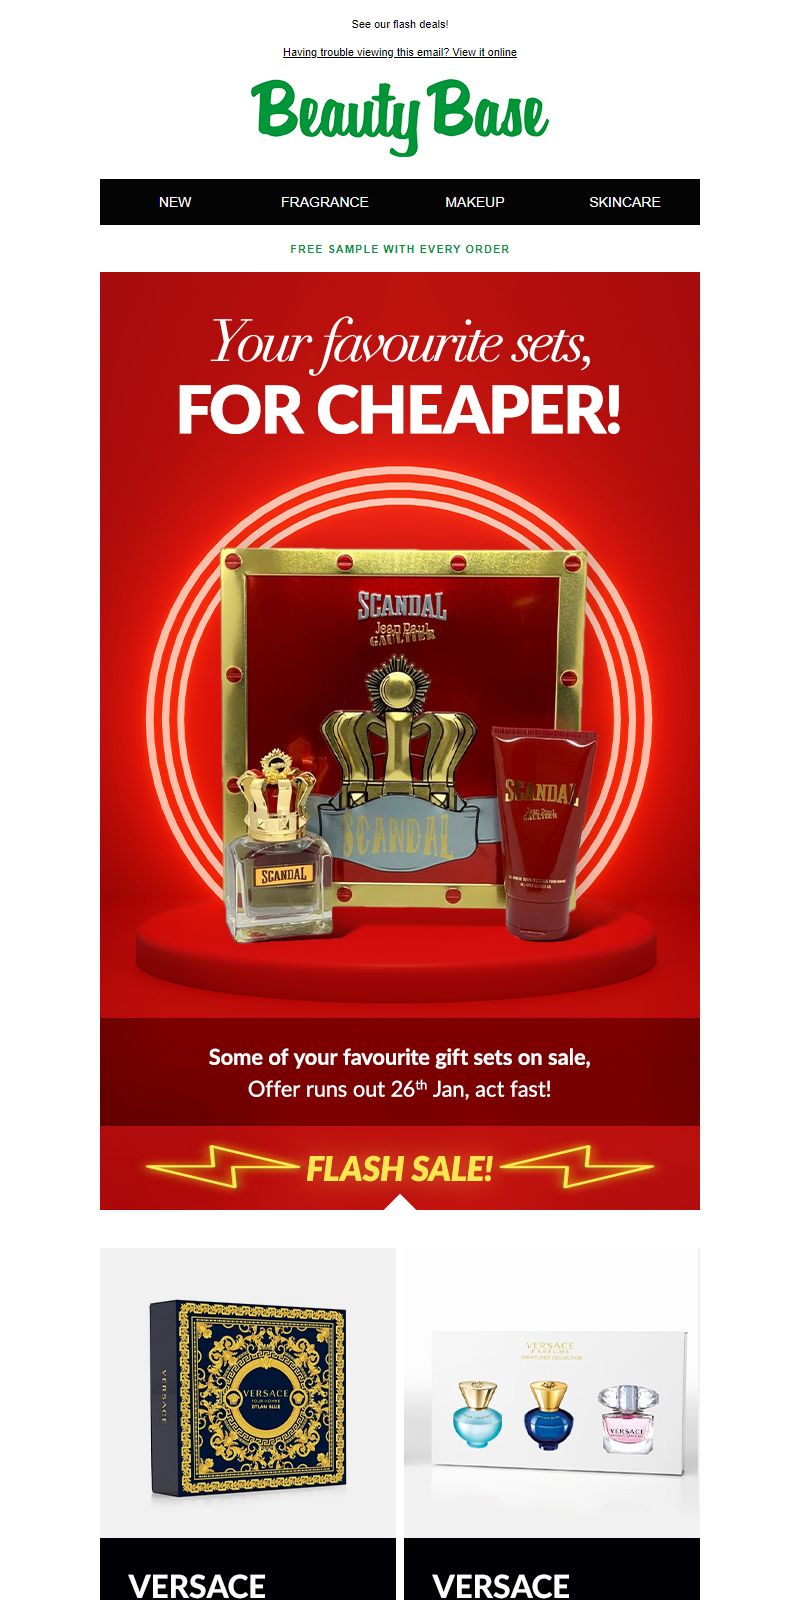 See our flash deals!
Having trouble viewing this email? View it online
Beauty Base
NEW FRAGRANCE MAKEUP SKINCARE
FREE SAMPLE WITH EVERY ORDER
Your favourite sets,
FOR CHEAPER!
SCANDAL
Jean Paul
GAULTIER
SCANDAL
SCANDAL
SCANDAL
Jean Paul
GAULTIER
Some of your favourite gift sets on sale,
Offer runs out 26th Jan, act fast!
FLASH SALE!
VERSACE
VERSACE
POUR HOMME
DYLAN BLUE
VERSACE
PARFUMS
MINIATURES COLLECTION
VERSACE
VERSACE
VERSACE